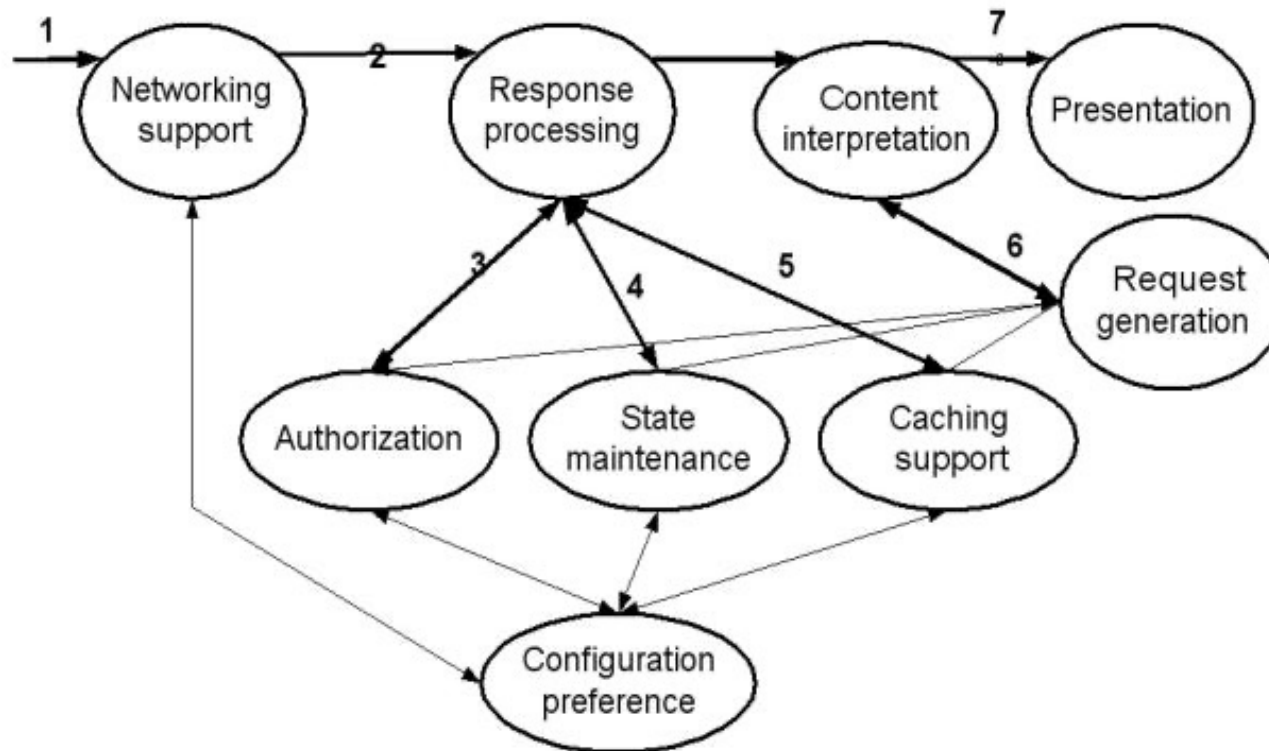 1
7
2
Networking
support
Response
processing
Content
interpretation
Presentation
3
4
5
6
Request
generation
Authorization
State
maintenance
Caching
support
Configuration
preference